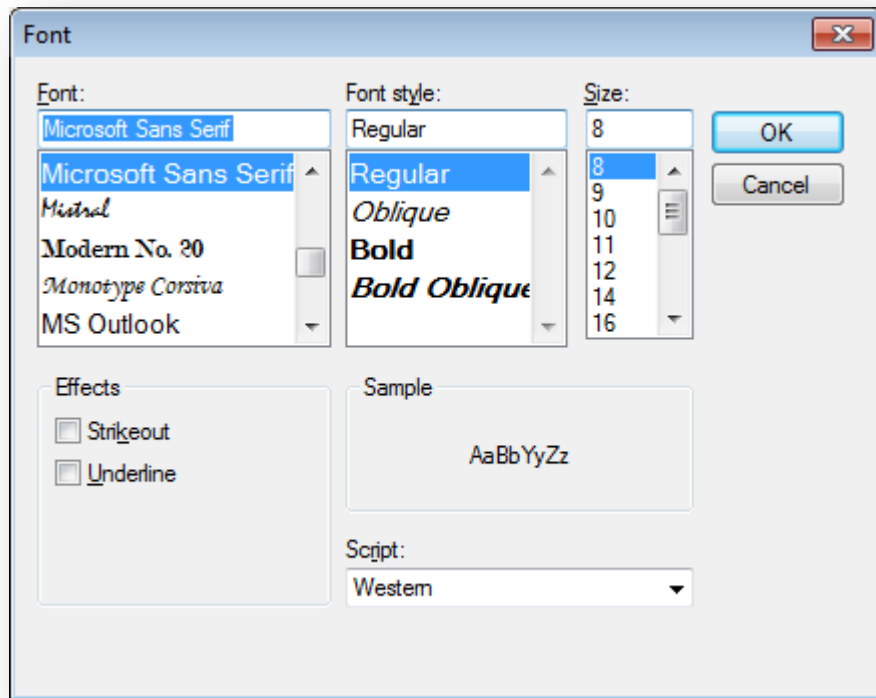 Font
Font:
Microsoft Sans Serif
Microsoft Sans Serif
Mistral
Modern No. 20
Monotype Corsiva
MS Outlook
Font style:
Regular
Regular
Oblique
Bold
Bold Oblique
Size:
8
8
9
10
11
12
14
16
OK
Cancel
Effects
Strikeout
Underline
Sample
AaBbYyZz
Script:
Western